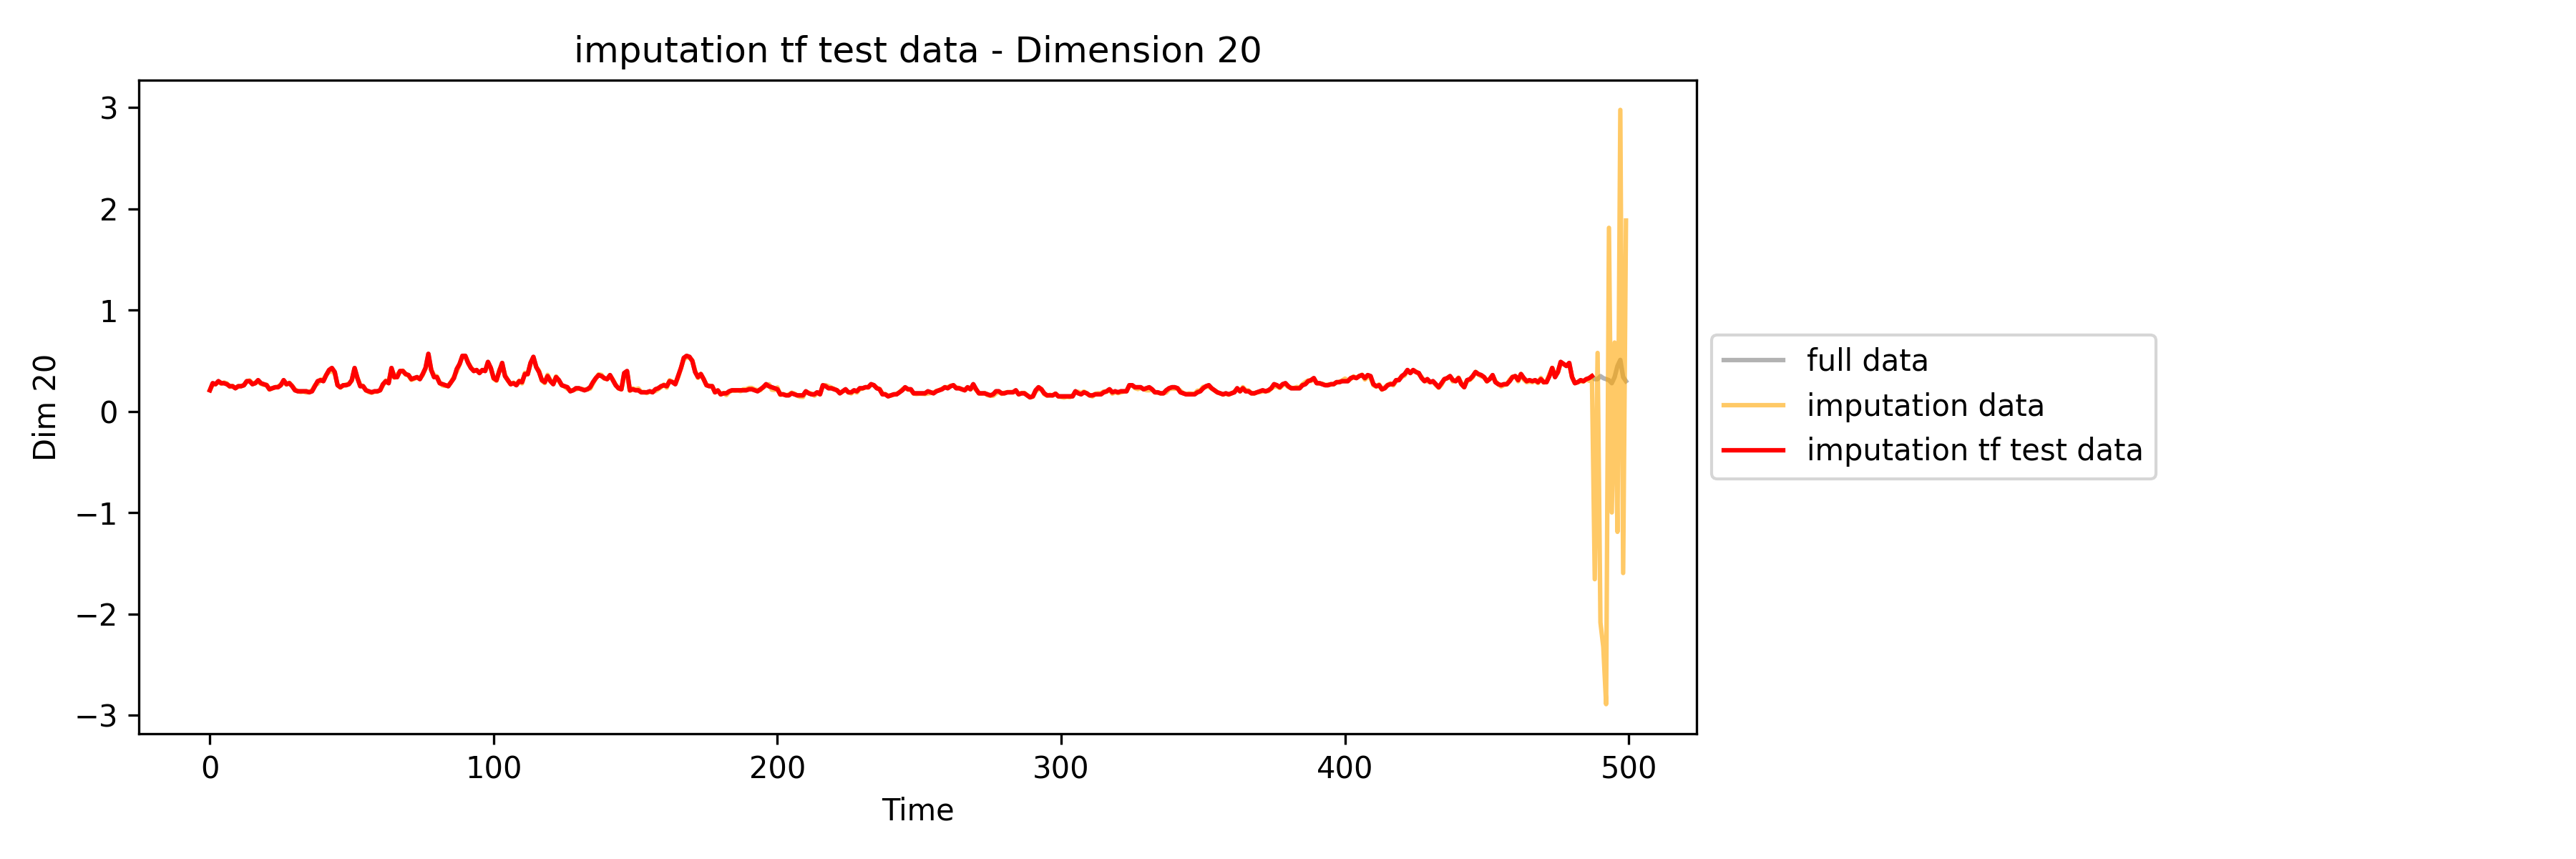 imputation tf test data - Dimension 20
3
2
1
0
−1
−2
−3
Dim 20
0
100
200
300
400
500
Time
full data
imputation data
imputation tf test data